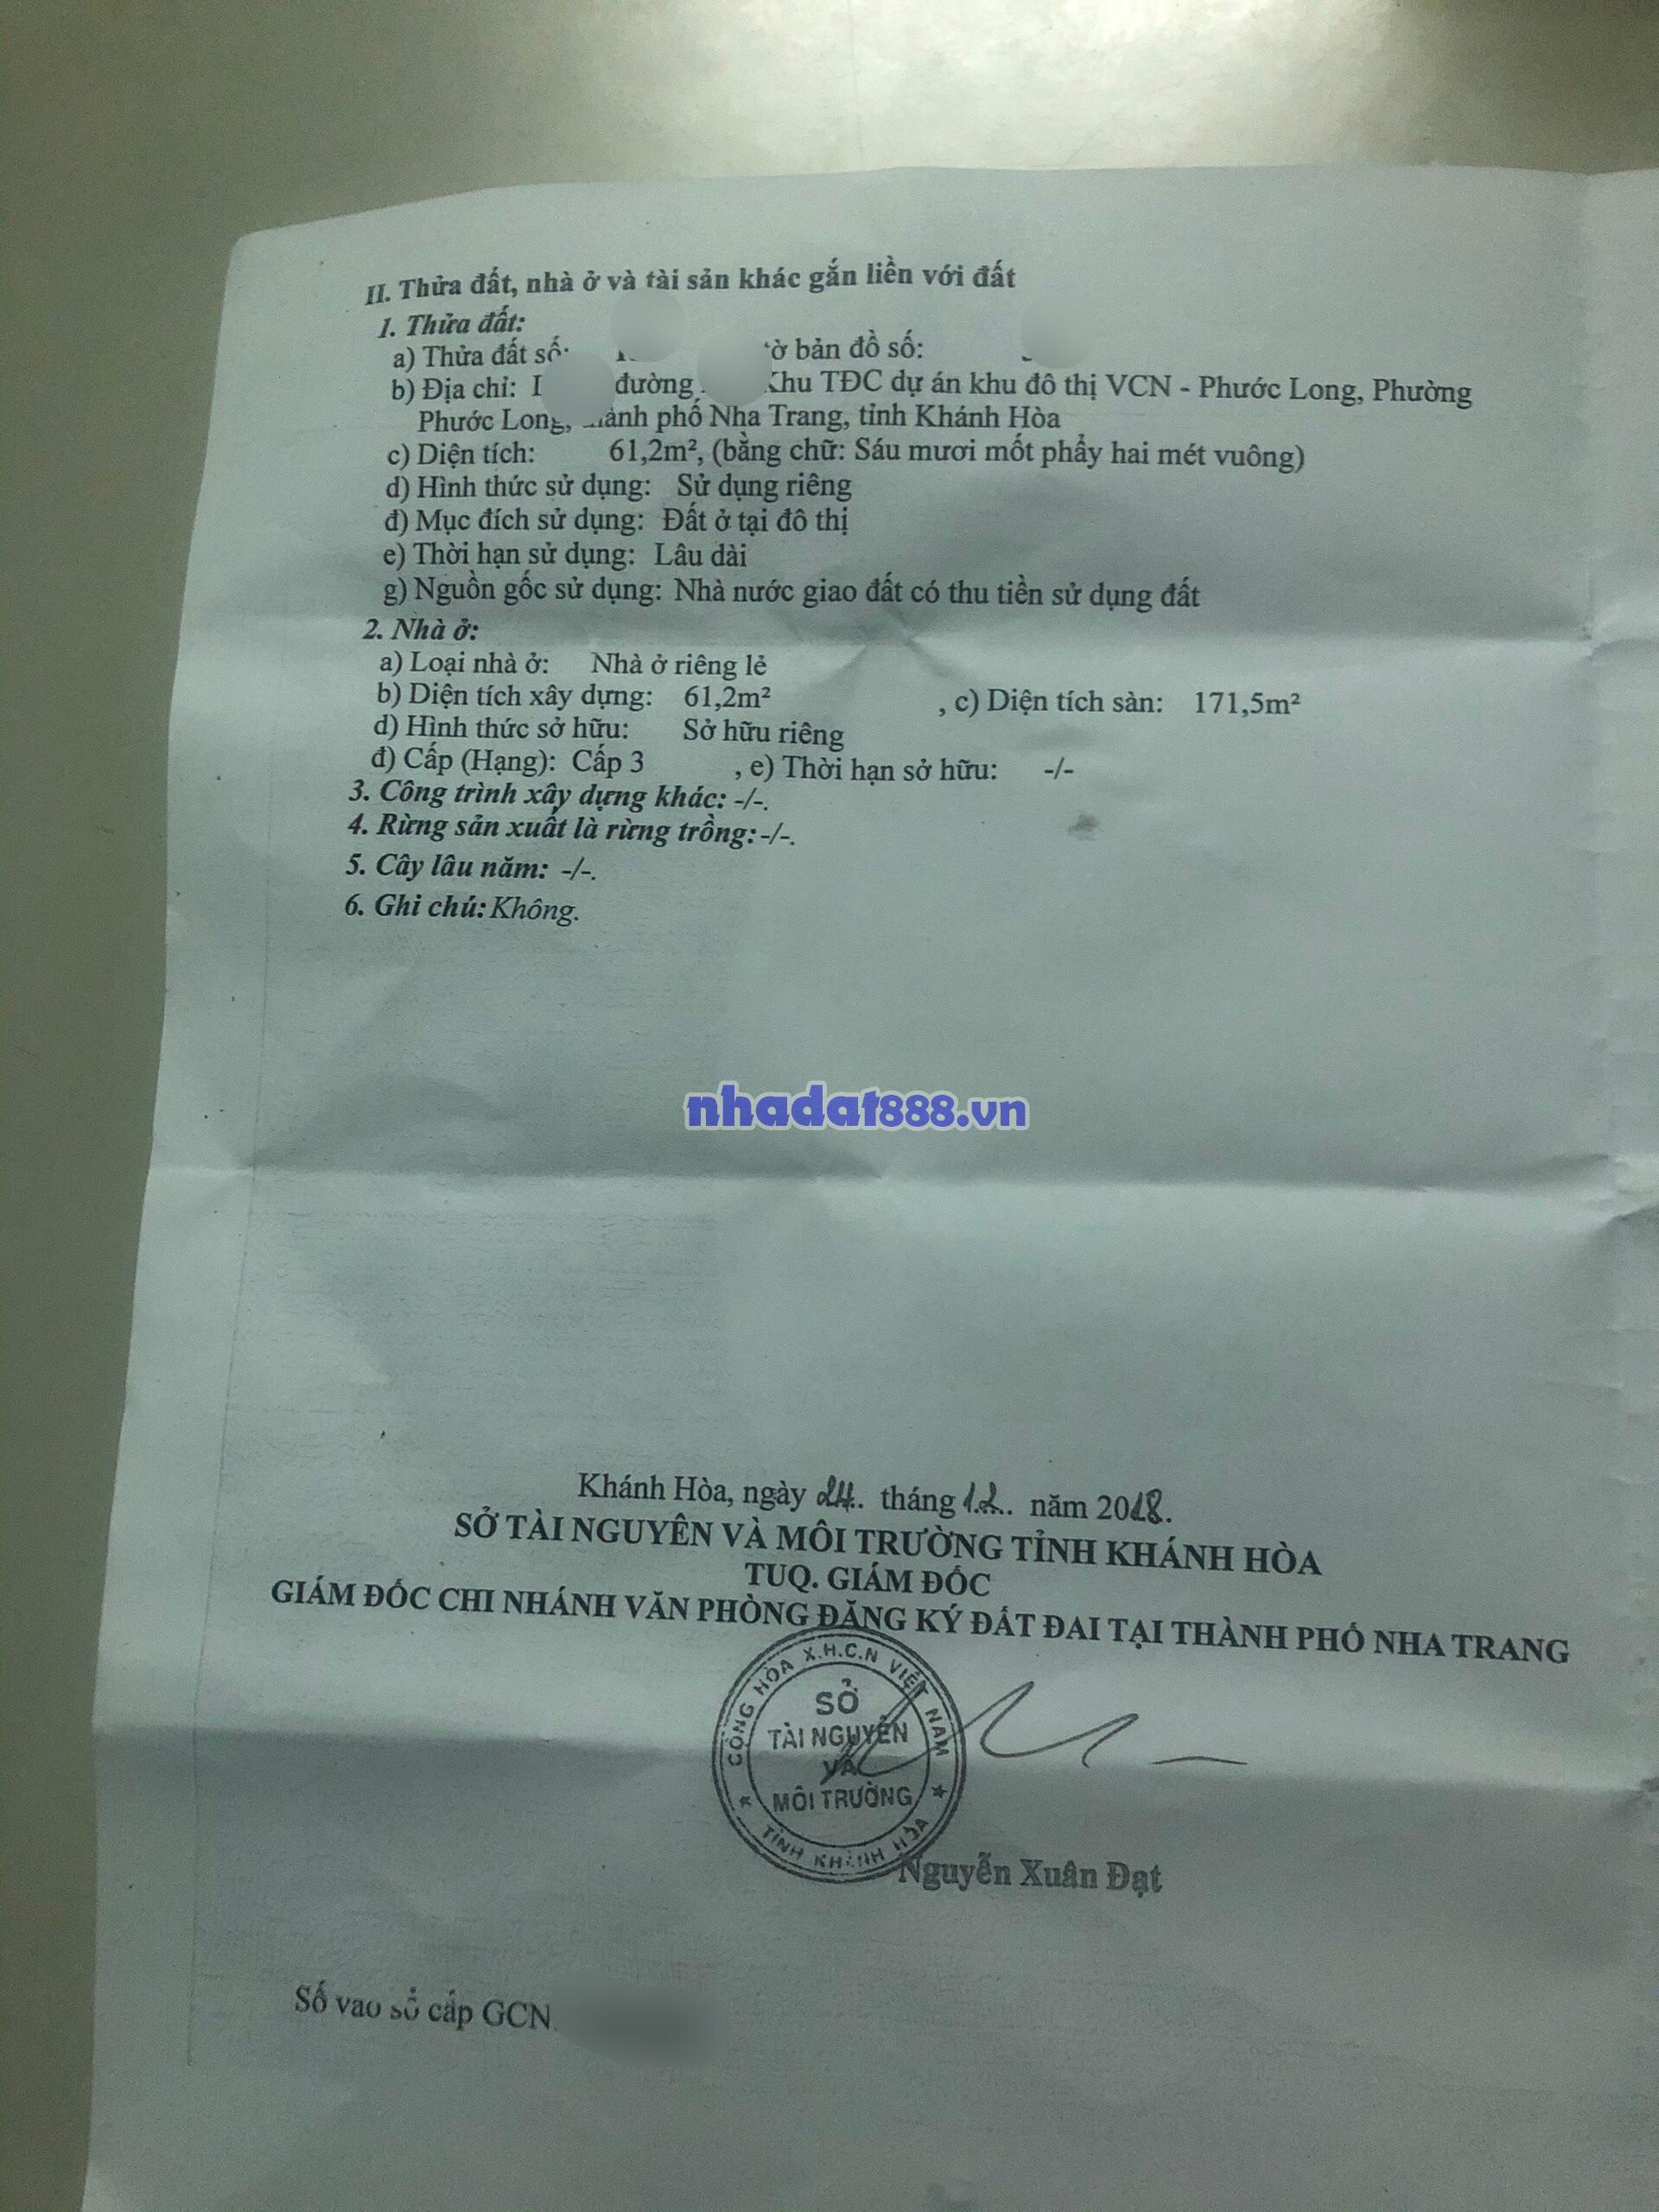 II. Thửa đất, nhà ở và tài sản khác gắn liền với đất
1. Thửa đất:
a) Thửa đất số: tờ bản đồ số:
b) Địa chỉ: đường Khu TĐC dự án khu đô thị VCN - Phước Long, Phường
Phước Long, thành phố Nha Trang, tỉnh Khánh Hòa
c) Diện tích: 61,2m², (bằng chữ: Sáu mươi mốt phẩy hai mét vuông)
d) Hình thức sử dụng: Sử dụng riêng
đ) Mục đích sử dụng: Đất ở tại đô thị
e) Thời hạn sử dụng: Lâu dài
g) Nguồn gốc sử dụng: Nhà nước giao đất có thu tiền sử dụng đất
2. Nhà ở:
a) Loại nhà ở: Nhà ở riêng lẻ
b) Diện tích xây dựng: 61,2m² , c) Diện tích sàn: 171,5m²
d) Hình thức sở hữu: Sở hữu riêng
đ) Cấp (Hạng): Cấp 3 , e) Thời hạn sở hữu: -/-
3. Công trình xây dựng khác: -/-.
4. Rừng sản xuất là rừng trồng: -/-.
5. Cây lâu năm: -/-.
6. Ghi chú: Không.
nhadat888.vn
Khánh Hòa, ngày 24.. tháng 12.. năm 2018.
SỞ TÀI NGUYÊN VÀ MÔI TRƯỜNG TỈNH KHÁNH HÒA
TUQ. GIÁM ĐỐC
GIÁM ĐỐC CHI NHÁNH VĂN PHÒNG ĐĂNG KÝ ĐẤT ĐAI TẠI THÀNH PHỐ NHA TRANG
CỘNG HÒA X.H.C.N VIỆT NAM
SỞ
TÀI NGUYÊN
VÀ
MÔI TRƯỜNG
TỈNH KHÁNH HÒA
Nguyễn Xuân Đạt
Số vào sổ cấp GCN